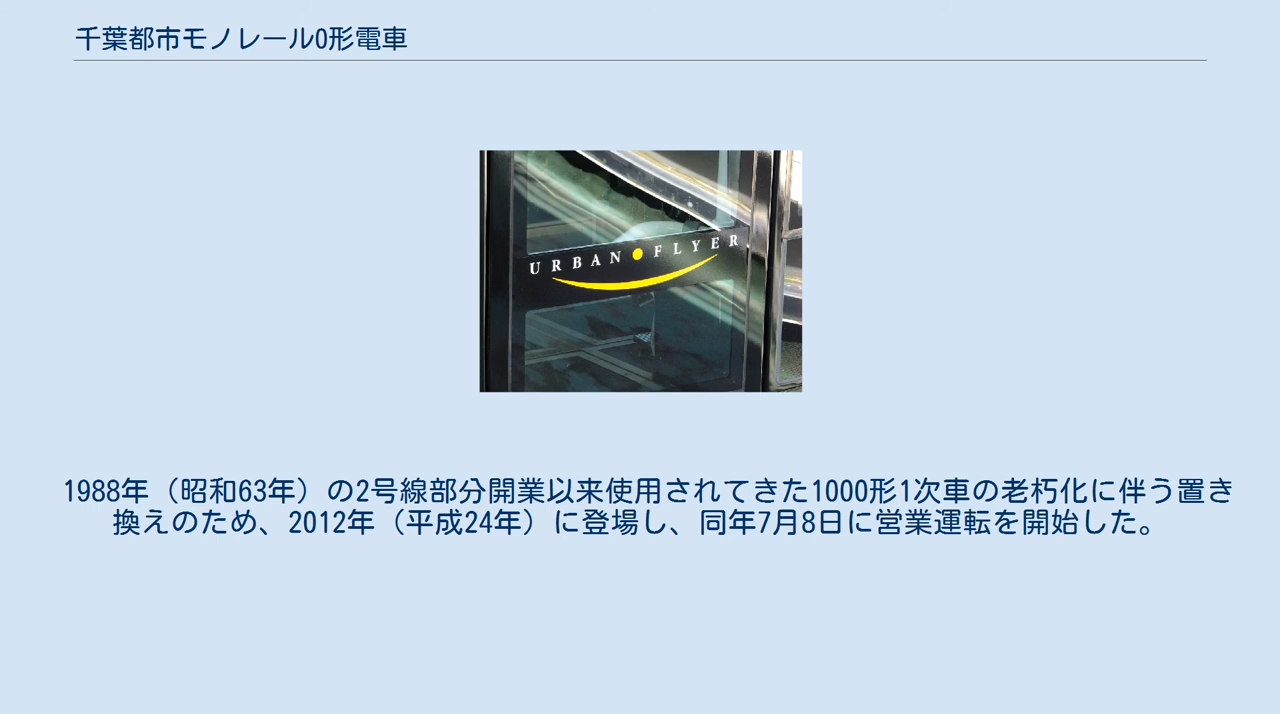 千葉都市モノレール0形電車
URBAN FLYER
1988年（昭和63年）の2号線部分開業以来使用されてきた1000形1次車の老朽化に伴う置き
換えのため、2012年（平成24年）に登場し、同年7月8日に営業運転を開始した。